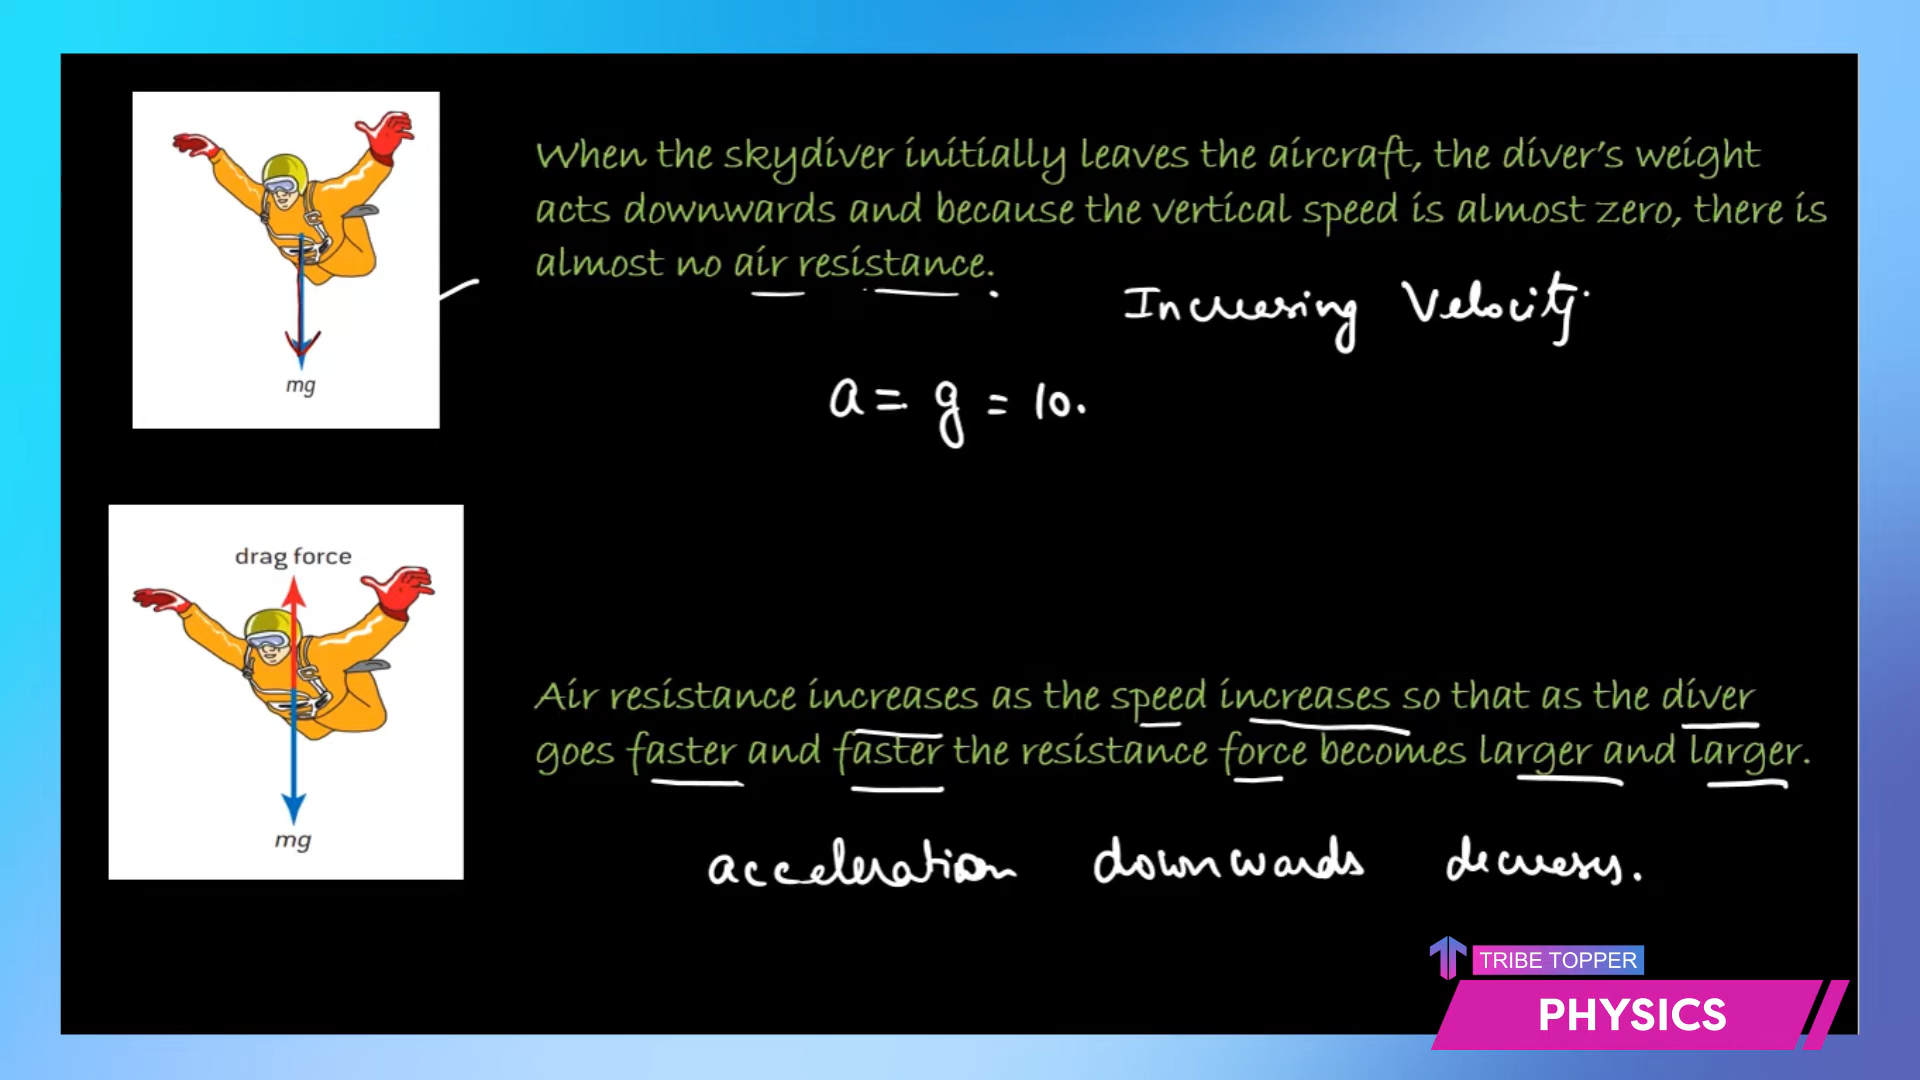 When the skydiver initially leaves the aircraft, the diver's weight
acts downwards and because the vertical speed is almost zero, there is
almost no air resistance.
Increasing Velocity.
mg
a = g = 10.
drag force
Air resistance increases as the speed increases so that as the diver
goes faster and faster the resistance force becomes larger and larger.
mg
acceleration downwards decreases.
TRIBE TOPPER
PHYSICS